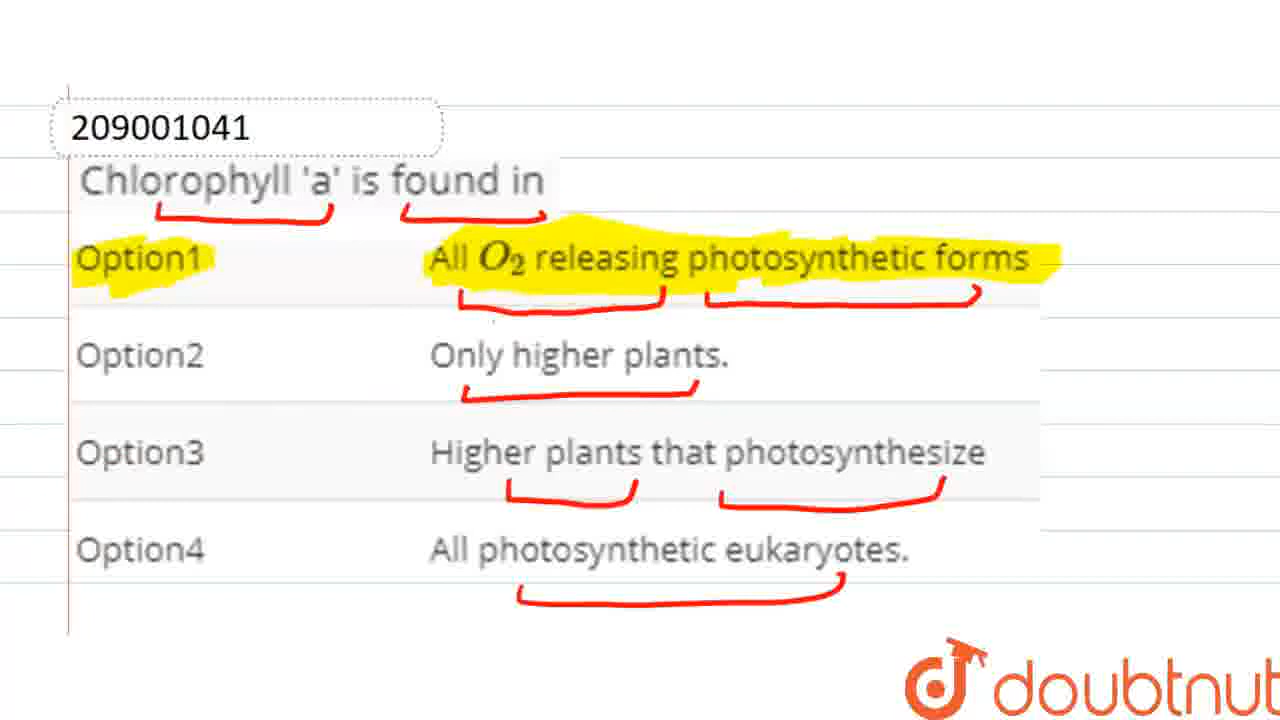 209001041
Chlorophyll 'a' is found in
Option1 All O₂ releasing photosynthetic forms
Option2 Only higher plants.
Option3 Higher plants that photosynthesize
Option4 All photosynthetic eukaryotes.
doubtnut